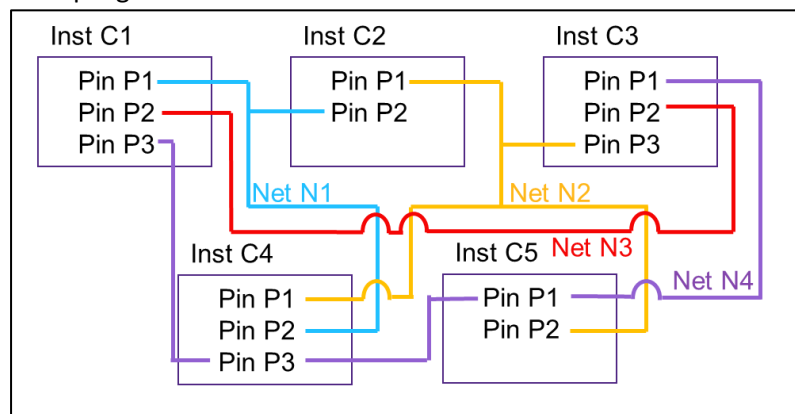 Inst C1
Pin P1
Pin P2
Pin P3
Inst C2
Pin P1
Pin P2
Inst C3
Pin P1
Pin P2
Pin P3
Net N1
Net N2
Net N3
Net N4
Inst C4
Pin P1
Pin P2
Pin P3
Inst C5
Pin P1
Pin P2